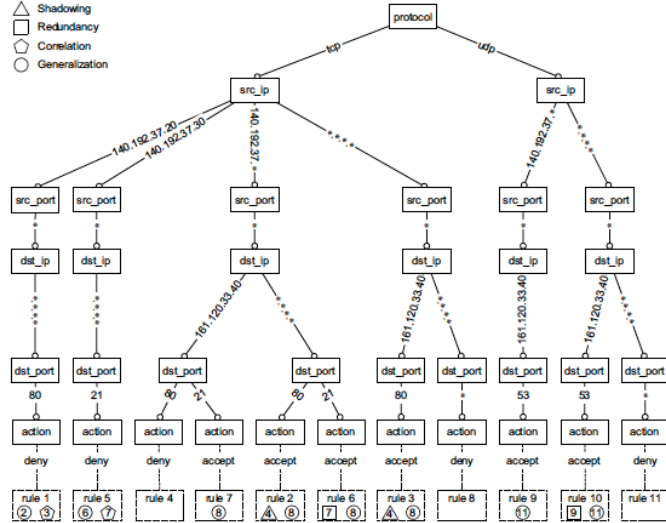 Shadowing
Redundancy
Correlation
Generalization
protocol
tcp
udp
src_ip
src_ip
140.192.37.20
140.192.37.30
140.192.37.*
*.*.*.*
140.192.37.*
*.*.*.*
src_port
src_port
src_port
src_port
src_port
src_port
*
*
*
*
*
*
dst_ip
dst_ip
dst_ip
dst_ip
dst_ip
dst_ip
*.*.*.*
*.*.*.*
161.120.33.40
*.*.*.*
161.120.33.40
*.*.*.*
161.120.33.40
161.120.33.40
*.*.*.*
dst_port
dst_port
dst_port
dst_port
dst_port
dst_port
dst_port
dst_port
dst_port
80
21
80
21
80
21
80
*
53
53
*
action
action
action
action
action
action
action
action
action
action
action
deny
deny
deny
accept
accept
accept
accept
deny
accept
accept
deny
rule 1
rule 5
rule 4
rule 7
rule 2
rule 6
rule 3
rule 8
rule 9
rule 10
rule 11
2 3
6 7
8
4 8
7 8
4 8
11
9 11